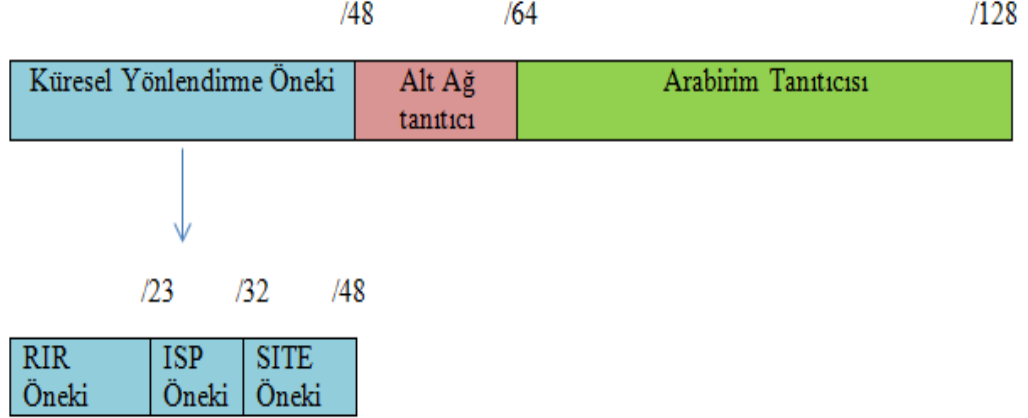 /48 /64 /128
Küresel Yönlendirme Öneki
Alt Ağ
tanıtıcı
Arabirim Tanıtıcısı
/23 /32 /48
RIR
Öneki
ISP
Öneki
SITE
Öneki